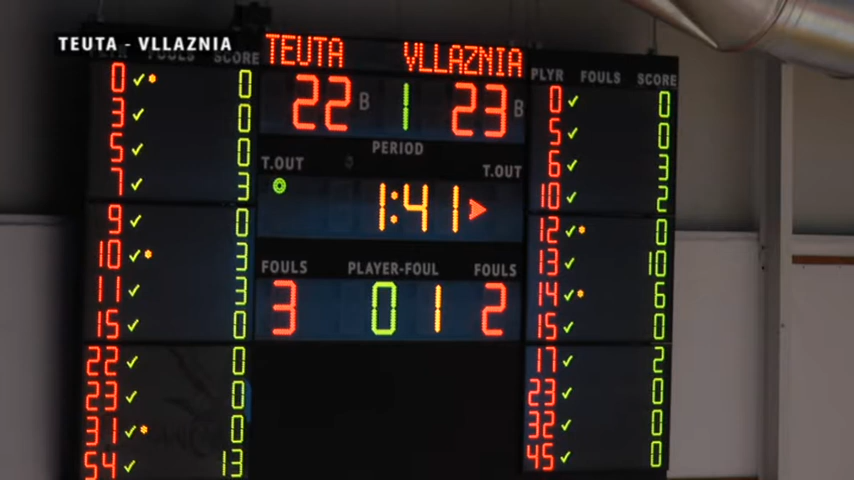 TEUTA - VLLAZNIA
TEUTA VLLAZNIA
FOULS SCORE
22 B 1 23 B
PERIOD
T.OUT T.OUT
1:41
FOULS PLAYER-FOUL FOULS
3 0 1 2
0 0
3 0
5 0
7 3
9 0
10 3
11 3
15 0
22 0
23 0
31 0
54 13
PLYR FOULS SCORE
0 0
5 0
6 3
10 2
12 0
13 10
14 6
15 0
17 2
23 0
32 0
45 0